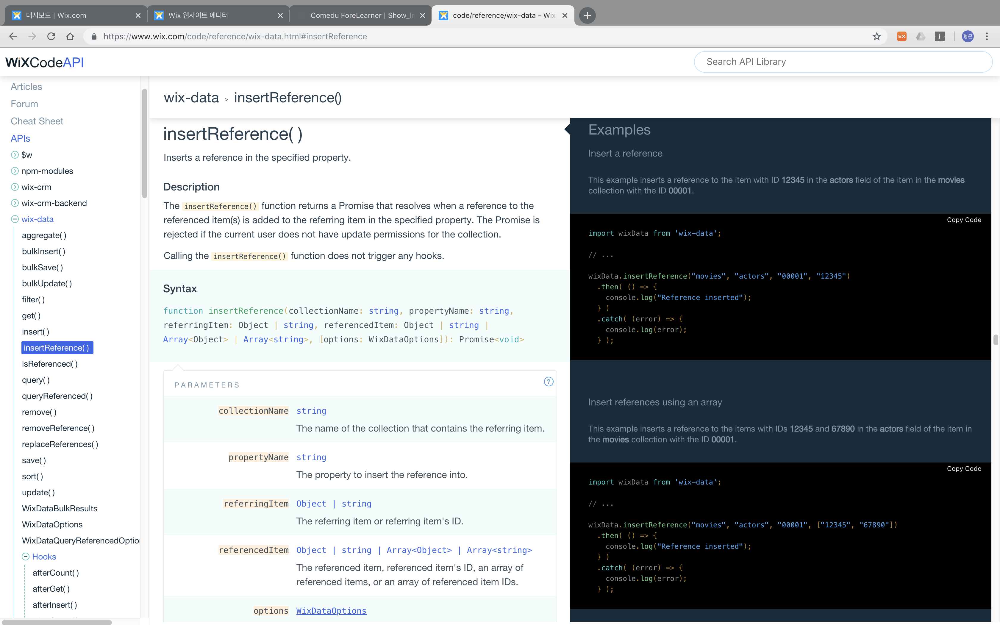 대시보드 | Wix.com
Wix 웹사이트 에디터
Comedu ForeLearner | Show_In
code/reference/wix-data - Wix
https://www.wix.com/code/reference/wix-data.html#insertReference
EX
형근
WiXCodeAPI
Search API Library
Articles
Forum
Cheat Sheet
APIs
$w
npm-modules
wix-crm
wix-crm-backend
wix-data
aggregate( )
bulkInsert( )
bulkSave( )
bulkUpdate( )
filter( )
get( )
insert( )
insertReference( )
isReferenced( )
query( )
queryReferenced( )
remove( )
removeReference( )
replaceReferences( )
save( )
sort( )
update( )
WixDataBulkResults
WixDataOptions
WixDataQueryReferencedOptio
Hooks
afterCount( )
afterGet( )
afterInsert( )
wix-data > insertReference()
insertReference( )
Inserts a reference in the specified property.
Description
The insertReference() function returns a Promise that resolves when a reference to the
referenced item(s) is added to the referring item in the specified property. The Promise is
rejected if the current user does not have update permissions for the collection.
Calling the insertReference() function does not trigger any hooks.
Syntax
function insertReference(collectionName: string, propertyName: string,
referringItem: Object | string, referencedItem: Object | string |
Array<Object> | Array<string>, [options: WixDataOptions]): Promise<void>
PARAMETERS
?
collectionName string
The name of the collection that contains the referring item.
propertyName string
The property to insert the reference into.
referringItem Object | string
The referring item or referring item's ID.
referencedItem Object | string | Array<Object> | Array<string>
The referenced item, referenced item's ID, an array of
referenced items, or an array of referenced item IDs.
options WixDataOptions
Examples
Insert a reference
This example inserts a reference to the item with ID 12345 in the actors field of the item in the movies
collection with the ID 00001.
Copy Code
import wixData from 'wix-data';
// ...
wixData.insertReference("movies", "actors", "00001", "12345")
.then( () => {
console.log("Reference inserted");
} )
.catch( (error) => {
console.log(error);
} );
Insert references using an array
This example inserts a reference to the items with IDs 12345 and 67890 in the actors field of the item in
the movies collection with the ID 00001.
Copy Code
import wixData from 'wix-data';
// ...
wixData.insertReference("movies", "actors", "00001", ["12345", "67890"])
.then( () => {
console.log("Reference inserted");
} )
.catch( (error) => {
console.log(error);
} );